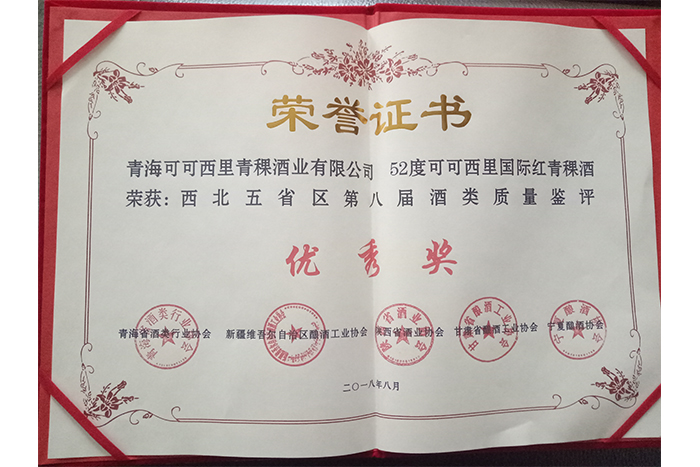 荣誉证书
青海可可西里青稞酒业有限公司 52度可可西里国际红青稞酒
荣获:西北五省区第八届酒类质量鉴评
优秀奖
青海省酒类行业协会 新疆维吾尔自治区酿酒工业协会 陕西省酒业协会 甘肃省酿酒工业协会 宁夏酿酒协会
二〇一八年八月